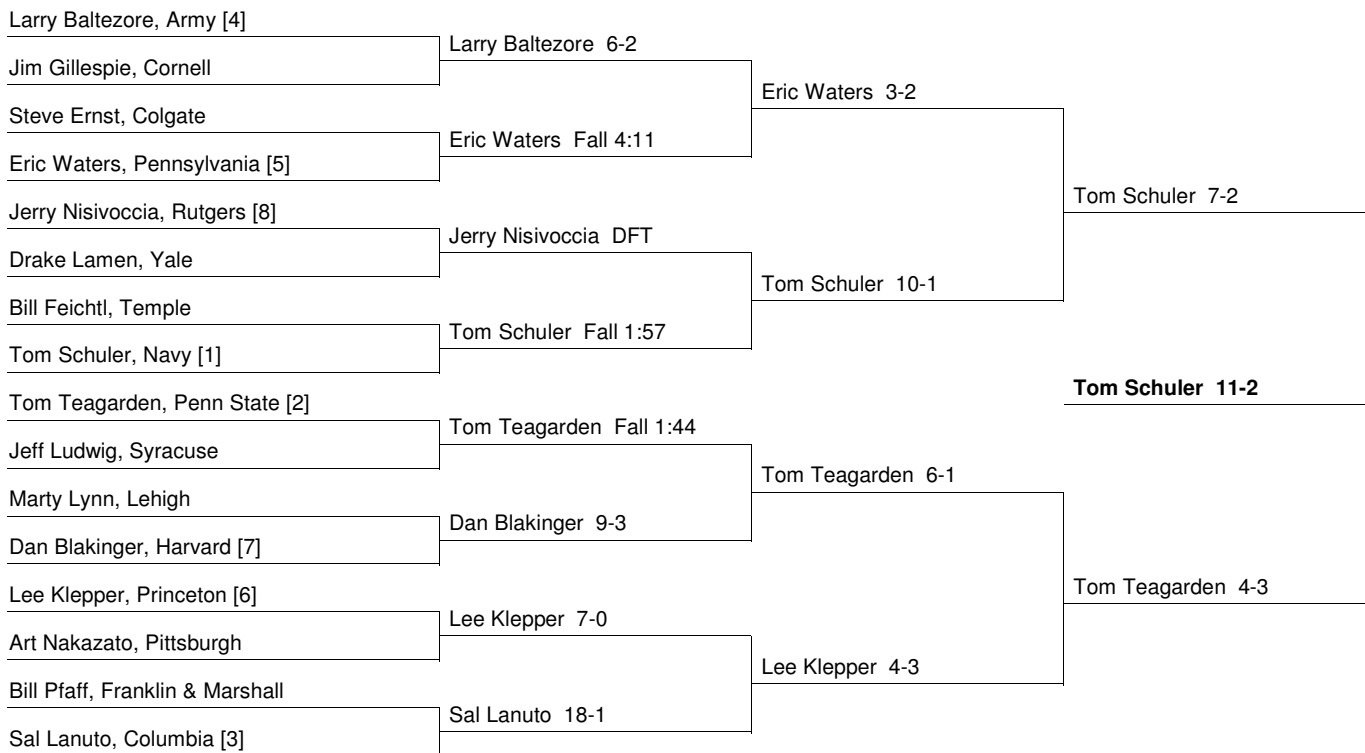 Larry Baltezore, Army [4]
Jim Gillespie, Cornell
Steve Ernst, Colgate
Eric Waters, Pennsylvania [5]
Jerry Nisivoccia, Rutgers [8]
Drake Lamen, Yale
Bill Feichtl, Temple
Tom Schuler, Navy [1]
Tom Teagarden, Penn State [2]
Jeff Ludwig, Syracuse
Marty Lynn, Lehigh
Dan Blakinger, Harvard [7]
Lee Klepper, Princeton [6]
Art Nakazato, Pittsburgh
Bill Pfaff, Franklin & Marshall
Sal Lanuto, Columbia [3]
Larry Baltezore 6-2
Eric Waters Fall 4:11
Jerry Nisivoccia DFT
Tom Schuler Fall 1:57
Tom Teagarden Fall 1:44
Dan Blakinger 9-3
Lee Klepper 7-0
Sal Lanuto 18-1
Eric Waters 3-2
Tom Schuler 10-1
Tom Teagarden 6-1
Lee Klepper 4-3
Tom Schuler 7-2
Tom Teagarden 4-3
Tom Schuler 11-2